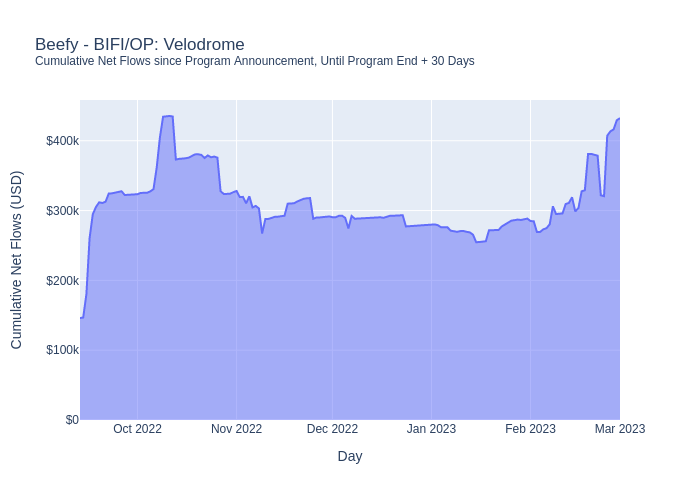 Beefy - BIFI/OP: Velodrome
Cumulative Net Flows since Program Announcement, Until Program End + 30 Days
Cumulative Net Flows (USD)
$400k
$300k
$200k
$100k
$0
Oct 2022 Nov 2022 Dec 2022 Jan 2023 Feb 2023 Mar 2023
Day